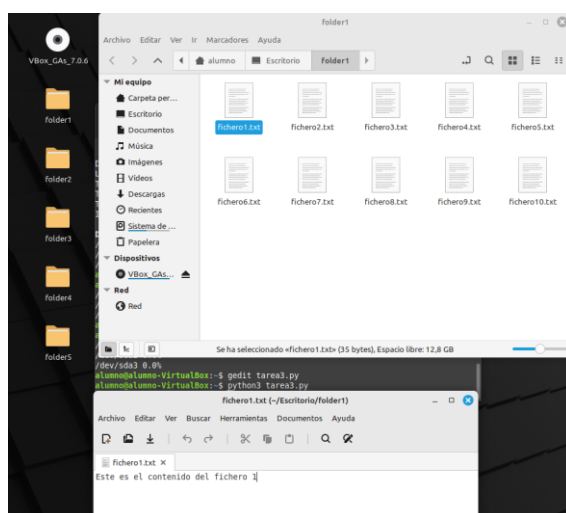 VBox_GAs_7.0.6
folder1
folder2
folder3
folder4
folder5
folder1
Archivo Editar Ver Ir Marcadores Ayuda
alumno Escritorio folder1
Mi equipo
Carpeta per...
Escritorio
Documentos
Música
Imágenes
Vídeos
Descargas
Recientes
Sistema de ...
Papelera
Dispositivos
VBox_GAs...
Red
Red
fichero1.txt fichero2.txt fichero3.txt fichero4.txt fichero5.txt
fichero6.txt fichero7.txt fichero8.txt fichero9.txt fichero10.txt
Se ha seleccionado «fichero1.txt» (35 bytes), Espacio libre: 12,8 GB
/dev/sda3 0.0%
alumno@alumno-VirtualBox:~$ gedit tarea3.py
alumno@alumno-VirtualBox:~$ python3 tarea3.py
fichero1.txt (~/Escritorio/folder1)
Archivo Editar Ver Buscar Herramientas Documentos Ayuda
fichero1.txt
Este es el contenido del fichero 1